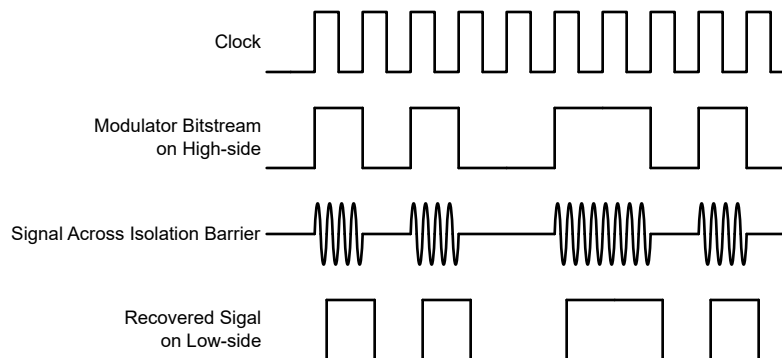 Clock
Modulator Bitstream
on High-side
Signal Across Isolation Barrier
Recovered Sigal
on Low-side